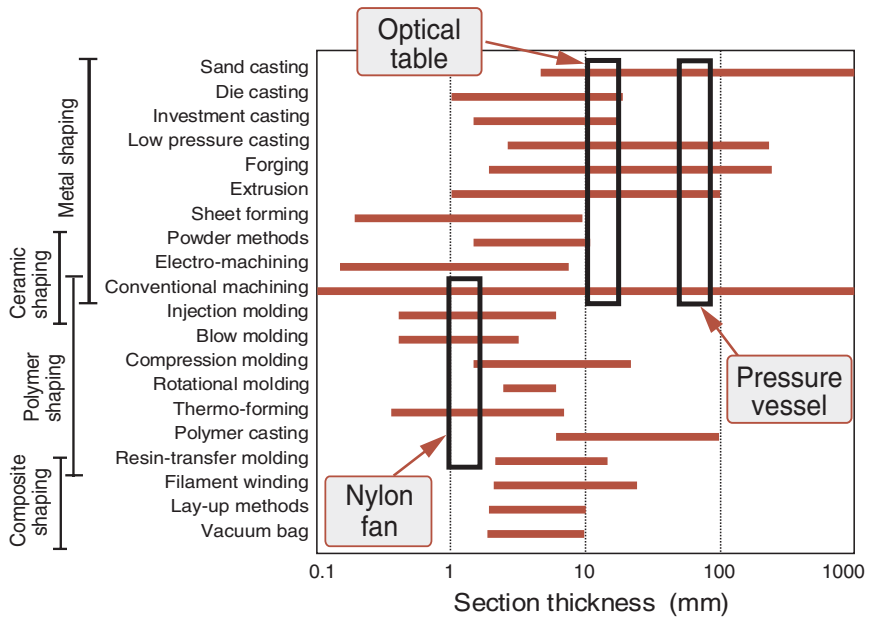 Optical
table
Sand casting
Die casting
Investment casting
Low pressure casting
Forging
Extrusion
Sheet forming
Powder methods
Electro-machining
Conventional machining
Injection molding
Blow molding
Compression molding
Rotational molding
Thermo-forming
Polymer casting
Resin-transfer molding
Filament winding
Lay-up methods
Vacuum bag
Metal shaping
Ceramic
shaping
Polymer
shaping
Composite
shaping
Pressure
vessel
Nylon
fan
0.1 1 10 100 1000
Section thickness (mm)